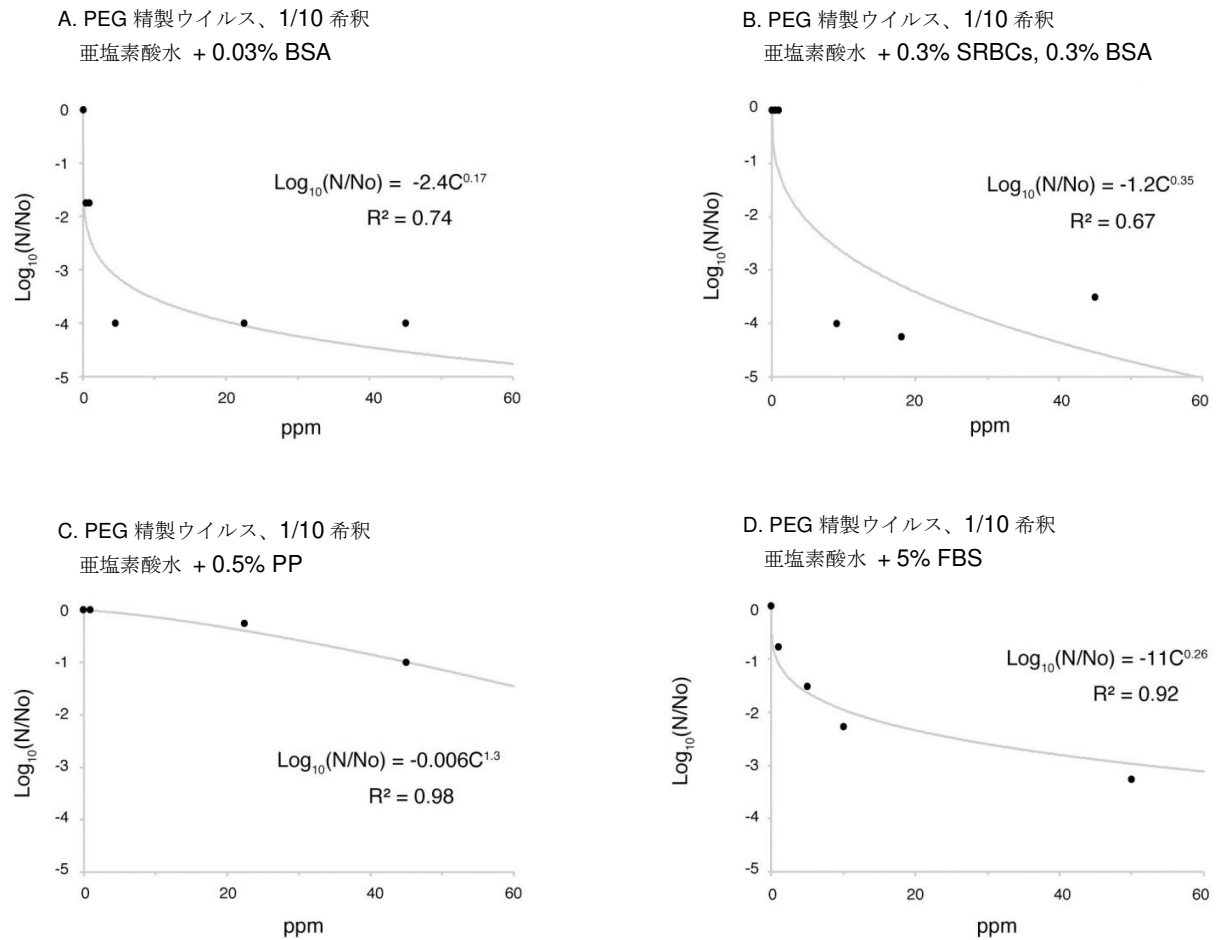 A. PEG 精製ウイルス、1/10 希釈
亜塩素酸水 + 0.03% BSA
0
-1
-2
-3
-4
-5
Log₁₀(N/No)
Log₁₀(N/No) = -2.4C⁰·¹⁷
R² = 0.74
0 20 40 60
ppm
B. PEG 精製ウイルス、1/10 希釈
亜塩素酸水 + 0.3% SRBCs, 0.3% BSA
0
-1
-2
-3
-4
-5
Log₁₀(N/No)
Log₁₀(N/No) = -1.2C⁰·³⁵
R² = 0.67
0 20 40 60
ppm
C. PEG 精製ウイルス、1/10 希釈
亜塩素酸水 + 0.5% PP
0
-1
-2
-3
-4
-5
Log₁₀(N/No)
Log₁₀(N/No) = -0.006C¹·³
R² = 0.98
0 20 40 60
ppm
D. PEG 精製ウイルス、1/10 希釈
亜塩素酸水 + 5% FBS
0
-1
-2
-3
-4
-5
Log₁₀(N/No)
Log₁₀(N/No) = -11C⁰·²⁶
R² = 0.92
0 20 40 60
ppm